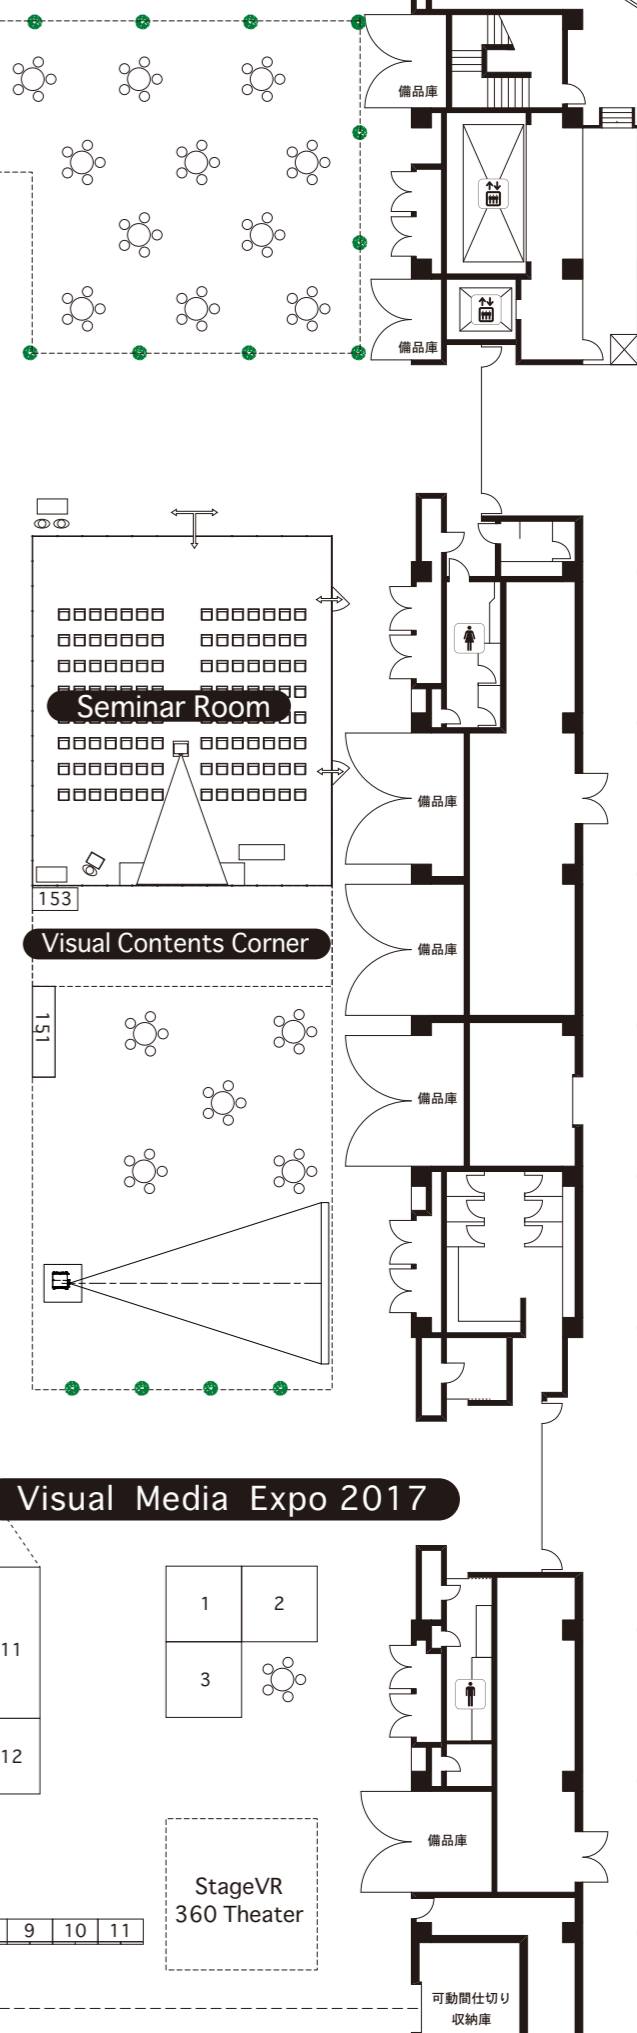 備品庫
備品庫
Seminar Room
備品庫
153
Visual Contents Corner
備品庫
151
備品庫
Visual Media Expo 2017
1
2
11
3
12
備品庫
StageVR
360 Theater
9
10
11
可動間仕切り
収納庫